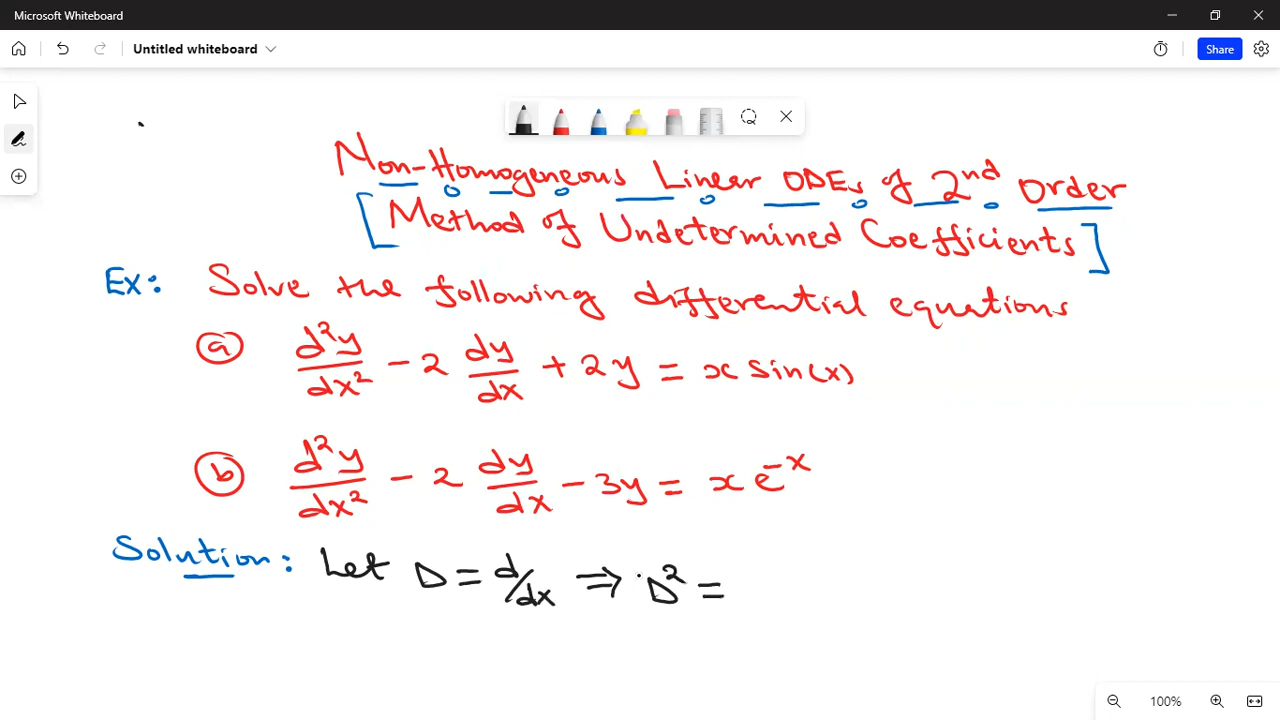 Microsoft Whiteboard
Untitled whiteboard
Share
Non-Homogeneous Linear ODEs of 2nd Order
[Method of Undetermined Coefficients]
Ex: Solve the following differential equations
(a) d²y/dx² - 2 dy/dx + 2y = x sin(x)
(b) d²y/dx² - 2 dy/dx - 3y = x e^-x
Solution: Let D = d/dx ⇒ D² =
100%